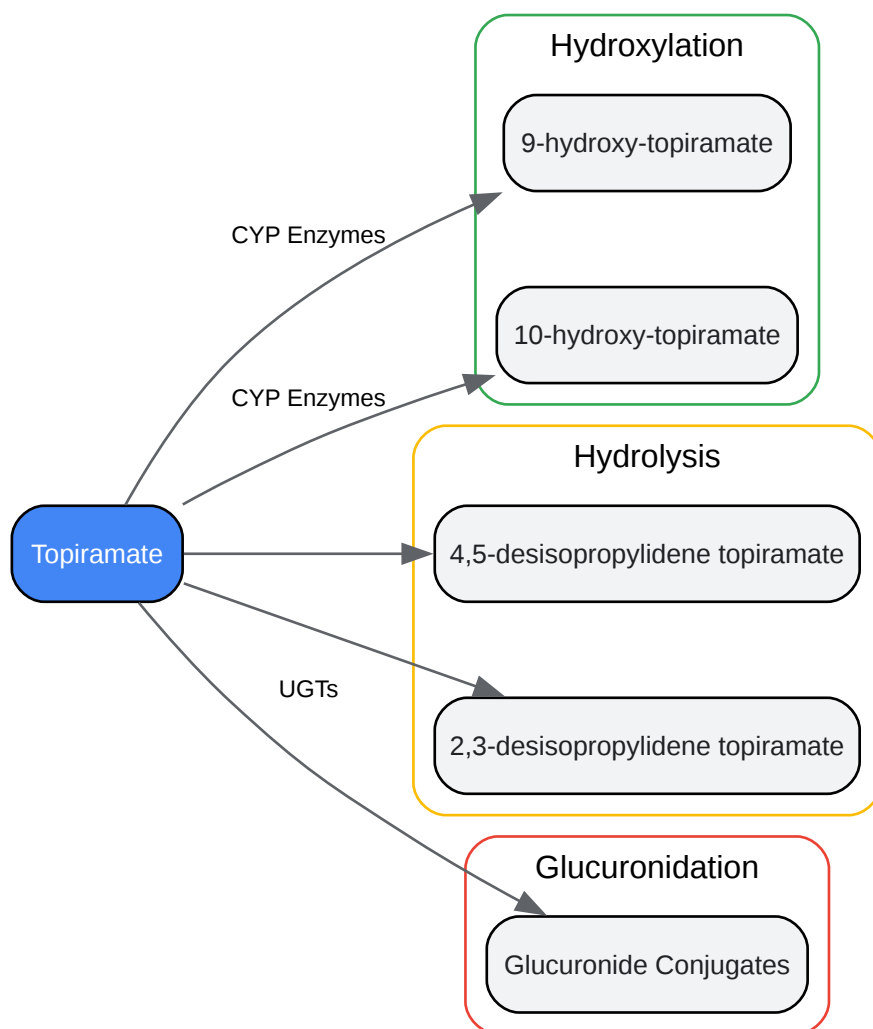 Hydroxylation
9-hydroxy-topiramate
CYP Enzymes
10-hydroxy-topiramate
CYP Enzymes
Hydrolysis
Topiramate
4,5-desisopropylidene topiramate
UGTs
2,3-desisopropylidene topiramate
Glucuronidation
Glucuronide Conjugates